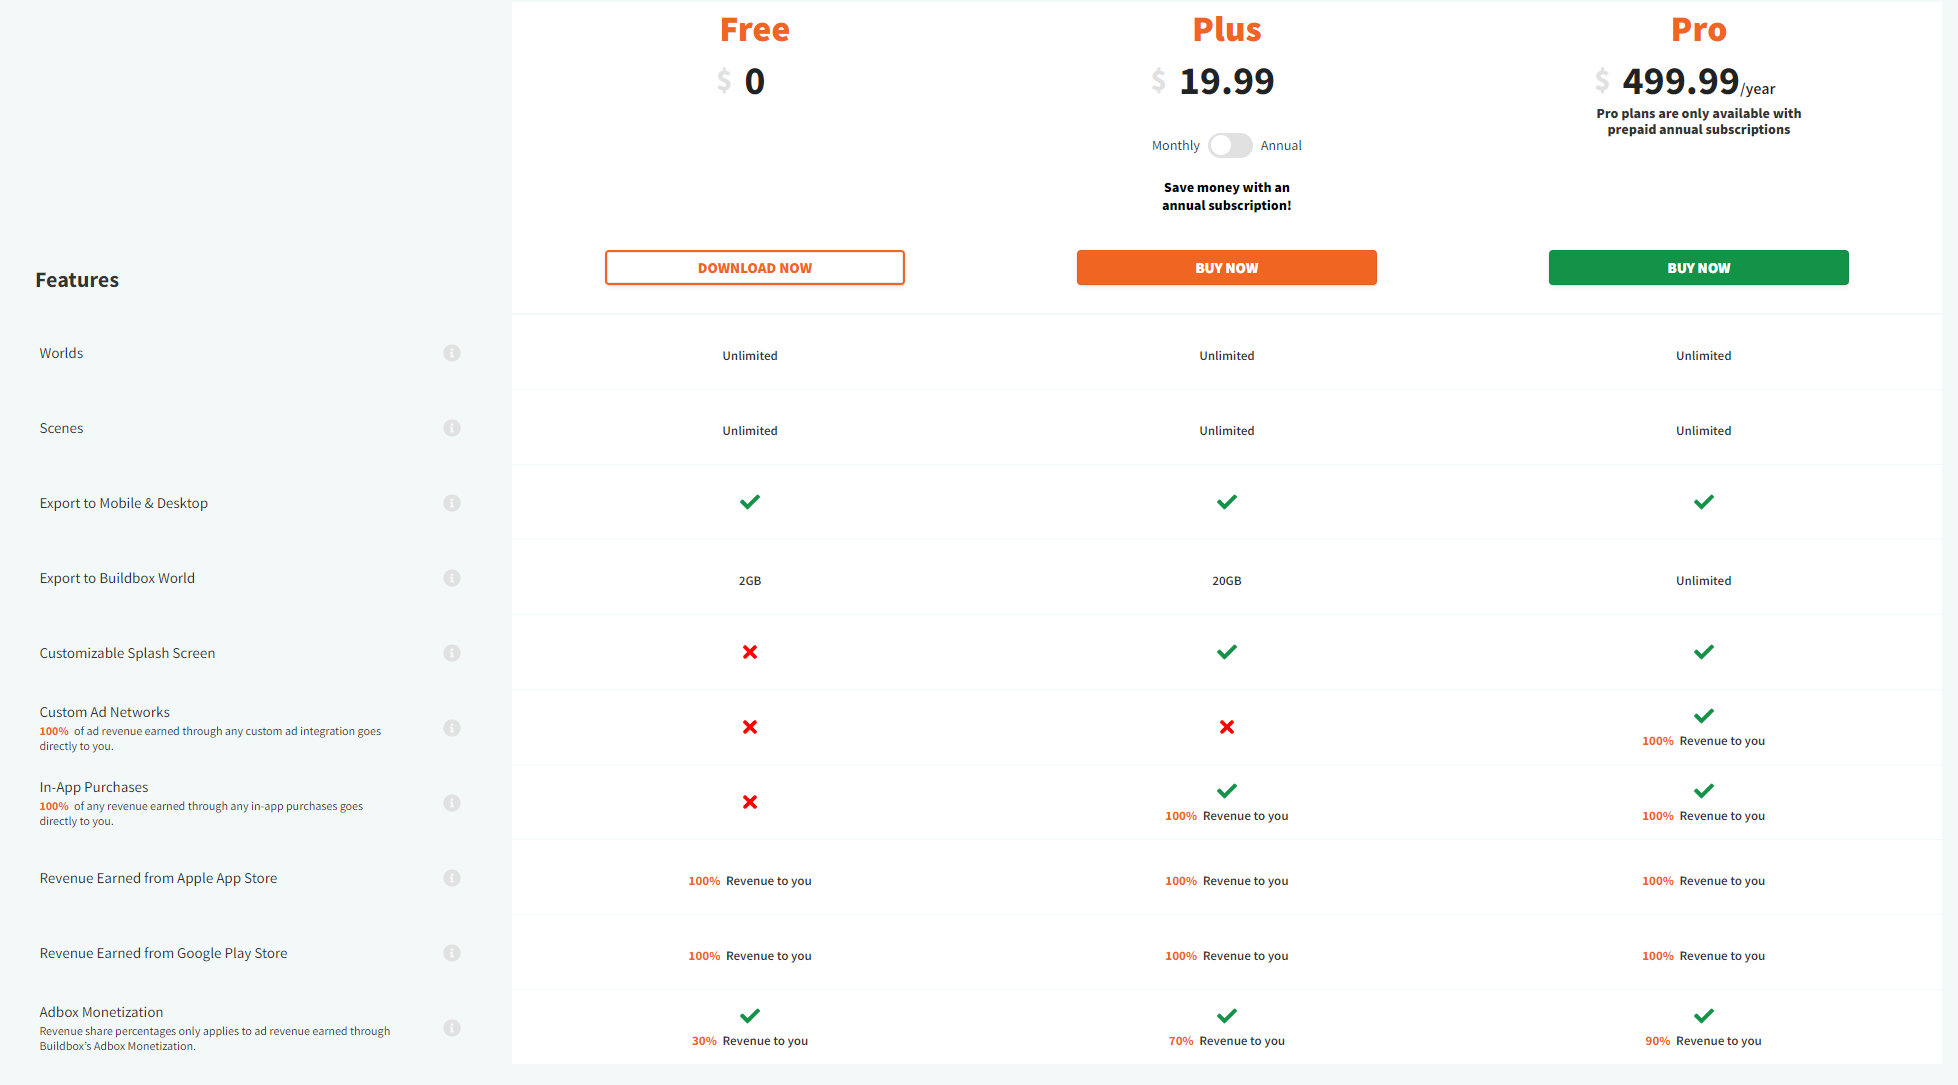 Free
$ 0
Plus
$ 19.99
Monthly Annual
Save money with an
annual subscription!
Pro
$ 499.99/year
Pro plans are only available with
prepaid annual subscriptions
Features
DOWNLOAD NOW
BUY NOW
BUY NOW
Worlds
Unlimited
Unlimited
Unlimited
Scenes
Unlimited
Unlimited
Unlimited
Export to Mobile & Desktop
Export to Buildbox World
2GB
20GB
Unlimited
Customizable Splash Screen
Custom Ad Networks
100% of ad revenue earned through any custom ad integration goes
directly to you.
100% Revenue to you
In-App Purchases
100% of any revenue earned through any in-app purchases goes
directly to you.
100% Revenue to you
100% Revenue to you
Revenue Earned from Apple App Store
100% Revenue to you
100% Revenue to you
100% Revenue to you
Revenue Earned from Google Play Store
100% Revenue to you
100% Revenue to you
100% Revenue to you
Adbox Monetization
Revenue share percentages only applies to ad revenue earned through
Buildbox's Adbox Monetization.
30% Revenue to you
70% Revenue to you
90% Revenue to you